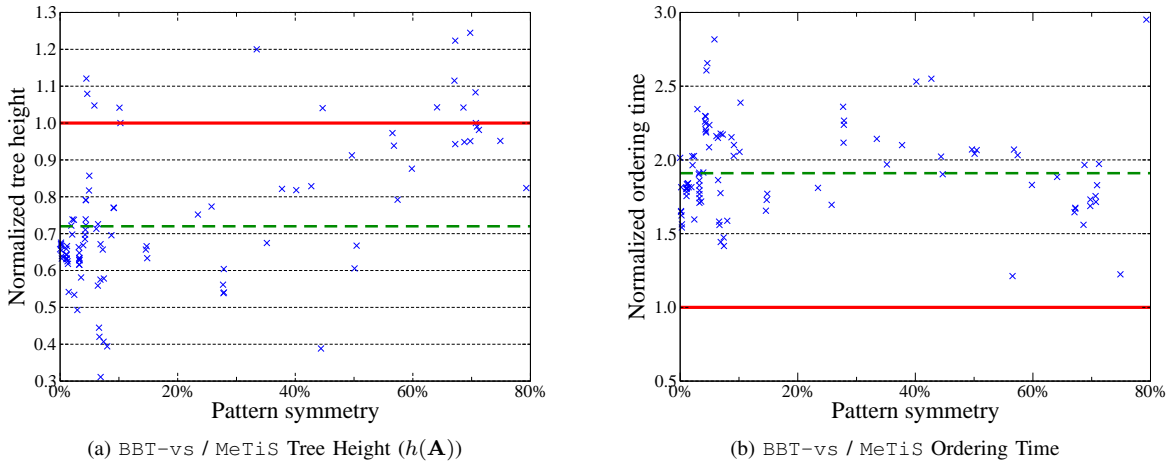 1.3
1.2
1.1
1.0
0.9
0.8
0.7
0.6
0.5
0.4
0.3
Normalized tree height
0% 20% 40% 60% 80%
Pattern symmetry
(a) BBT-vs / MeTiS Tree Height (h(A))
3.0
2.5
2.0
1.5
1.0
0.5
Normalized ordering time
0% 20% 40% 60% 80%
Pattern symmetry
(b) BBT-vs / MeTiS Ordering Time